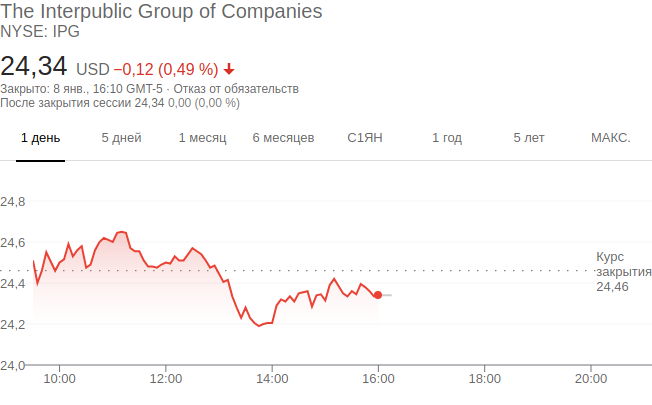 The Interpublic Group of Companies
NYSE: IPG
24,34 USD −0,12 (0,49 %)
Закрыто: 8 янв., 16:10 GMT-5 · Отказ от обязательств
После закрытия сессии 24,34 0,00 (0,00 %)
1 день 5 дней 1 месяц 6 месяцев С1ЯН 1 год 5 лет МАКС.
24,8
24,6
Курс
закрытия
24,46
24,4
24,2
24,0
10:00 12:00 14:00 16:00 18:00 20:00